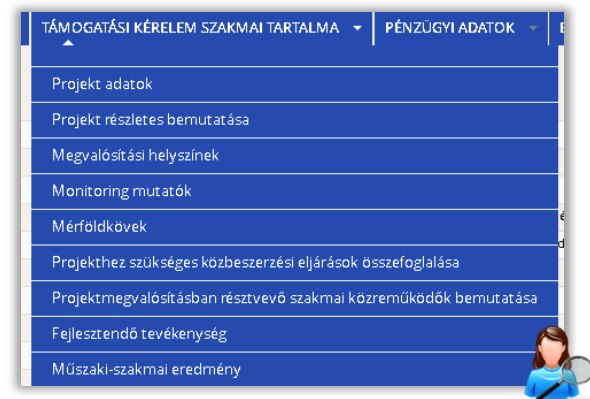 TÁMOGATÁSI KÉRELEM SZAKMAI TARTALMA PÉNZÜGYI ADATOK
Projekt adatok
Projekt részletes bemutatása
Megvalósítási helyszínek
Monitoring mutatók
Mérföldkövek
Projekthez szükséges közbeszerzési eljárások összefoglalása
Projektmegvalósításban résztvevő szakmai közreműködők bemutatása
Fejlesztendő tevékenység
Műszaki-szakmai eredmény